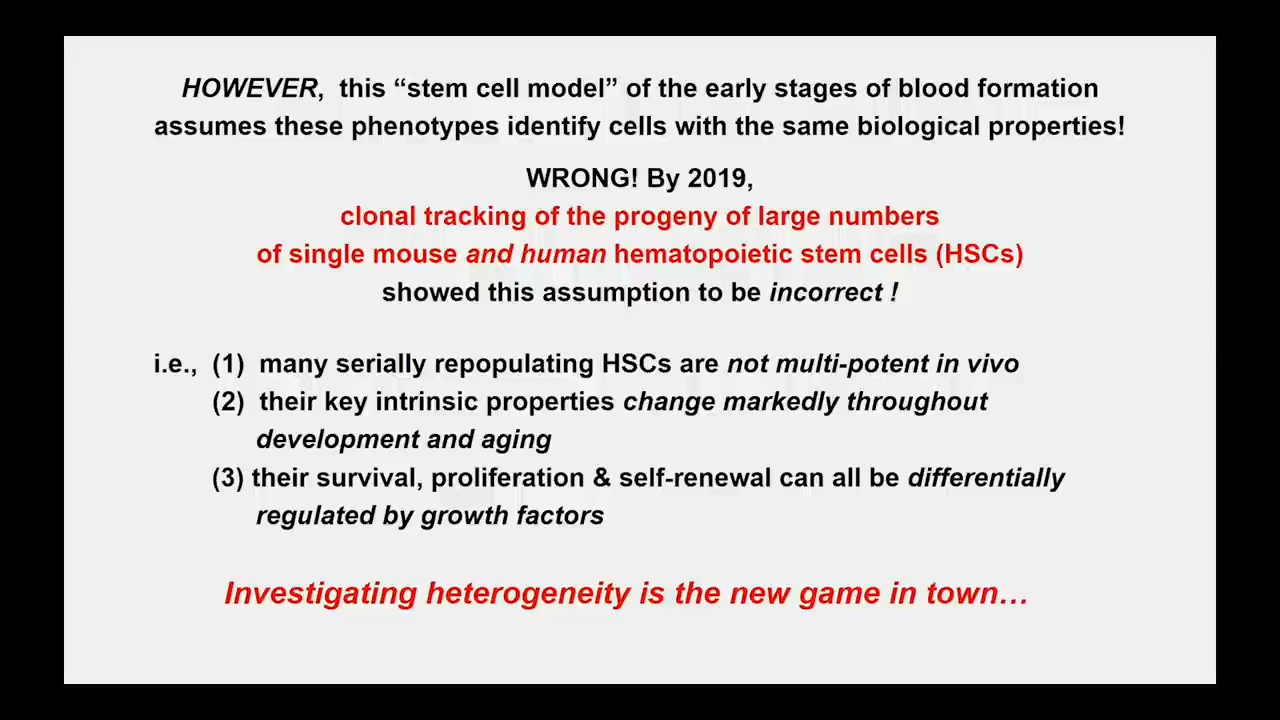 HOWEVER, this “stem cell model” of the early stages of blood formation
assumes these phenotypes identify cells with the same biological properties!
WRONG! By 2019,
clonal tracking of the progeny of large numbers
of single mouse and human hematopoietic stem cells (HSCs)
showed this assumption to be incorrect !
i.e., (1) many serially repopulating HSCs are not multi-potent in vivo
(2) their key intrinsic properties change markedly throughout
development and aging
(3) their survival, proliferation & self-renewal can all be differentially
regulated by growth factors
Investigating heterogeneity is the new game in town…